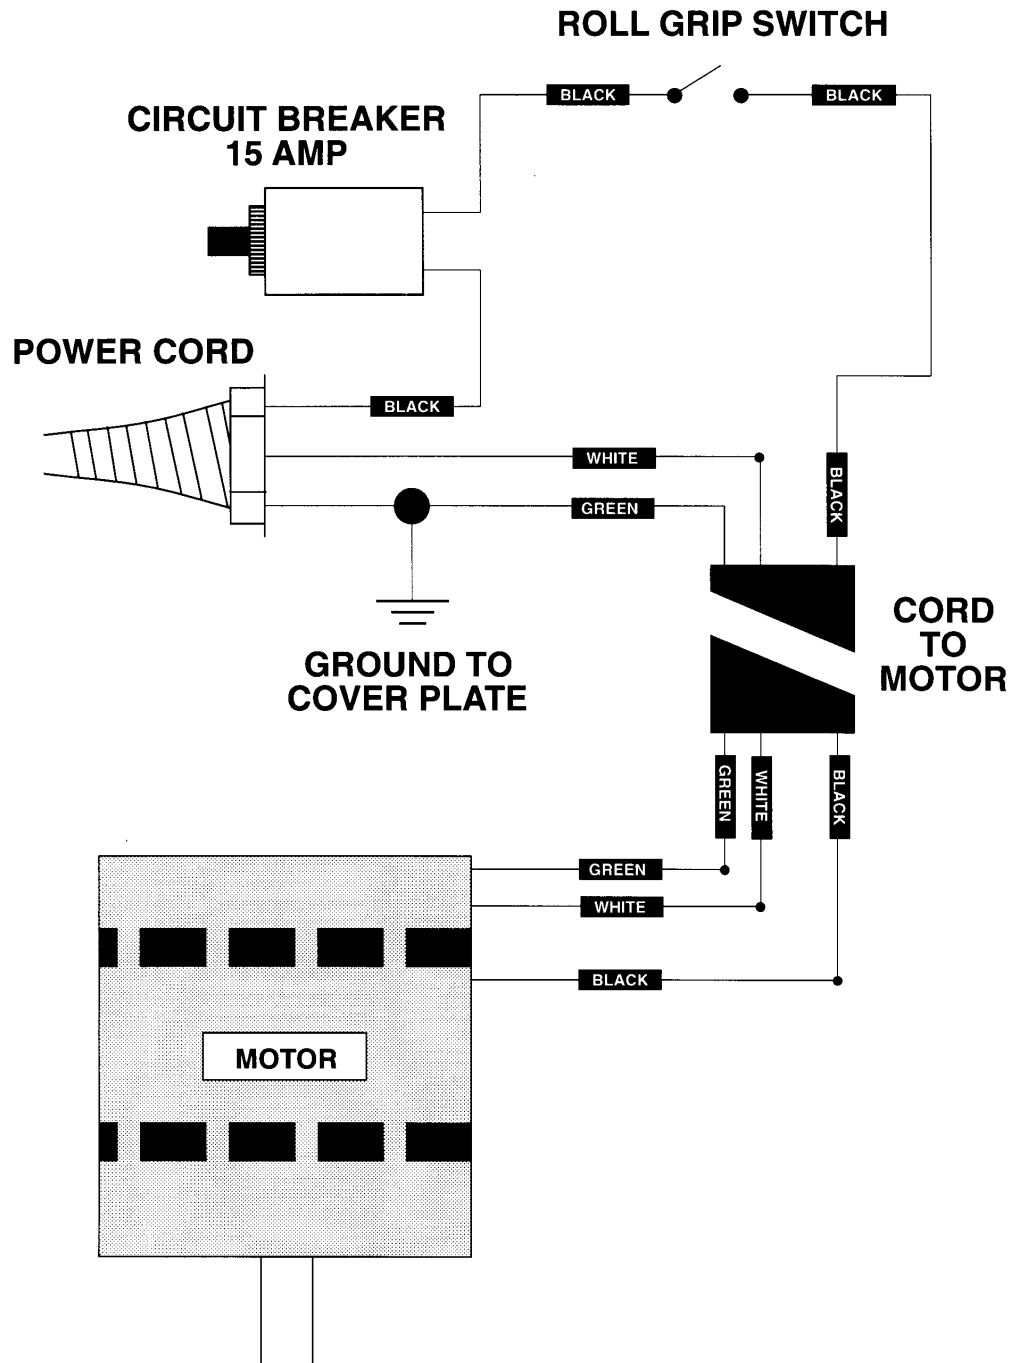 ROLL GRIP SWITCH
BLACK
BLACK
CIRCUIT BREAKER
15 AMP
POWER CORD
BLACK
WHITE
BLACK
GREEN
CORD
TO
MOTOR
GROUND TO
COVER PLATE
GREEN
WHITE
BLACK
GREEN
WHITE
BLACK
MOTOR